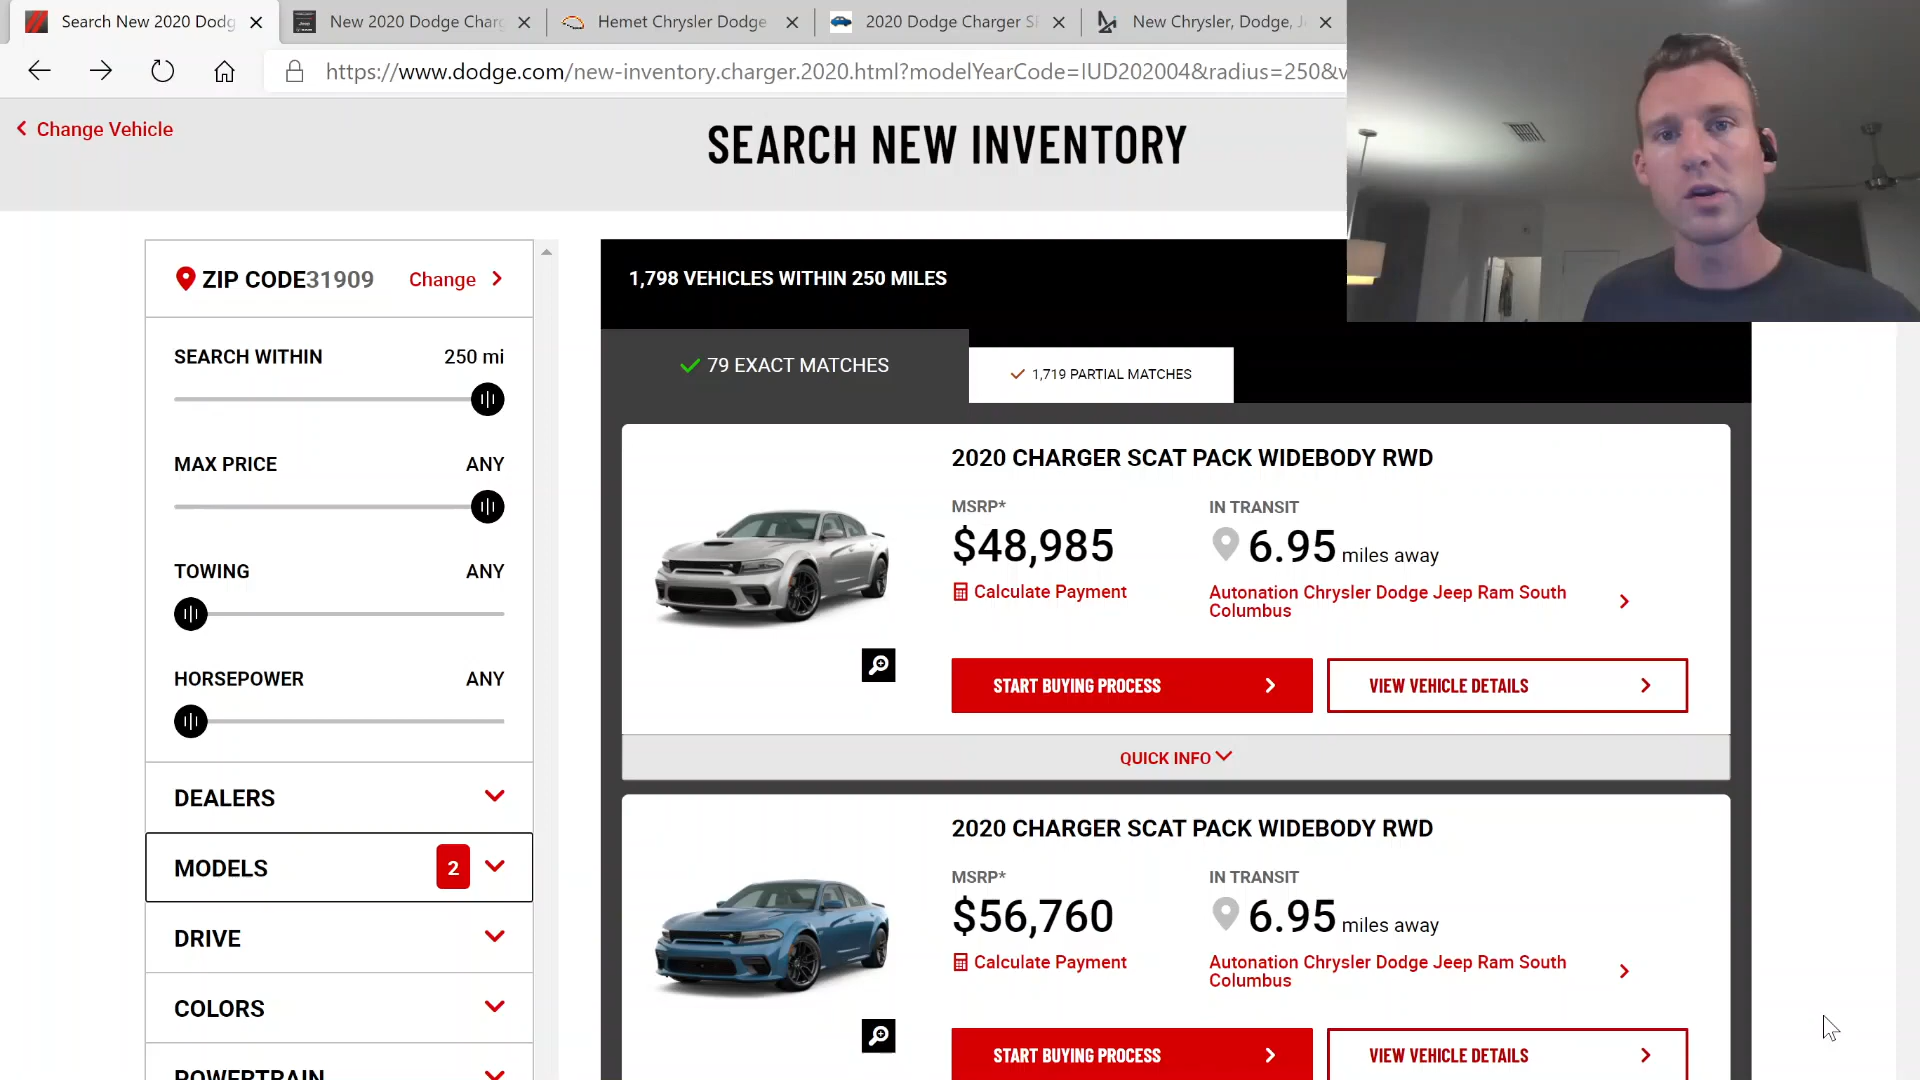 Search New 2020 Dodg
New 2020 Dodge Charg
Hemet Chrysler Dodge
2020 Dodge Charger S
New Chrysler, Dodge, J
https://www.dodge.com/new-inventory.charger.2020.html?modelYearCode=IUD202004&radius=250&v
Change Vehicle
SEARCH NEW INVENTORY
ZIP CODE31909
Change
SEARCH WITHIN
250 mi
MAX PRICE
ANY
TOWING
ANY
HORSEPOWER
ANY
DEALERS
MODELS
2
DRIVE
COLORS
POWERTRAIN
1,798 VEHICLES WITHIN 250 MILES
79 EXACT MATCHES
1,719 PARTIAL MATCHES
2020 CHARGER SCAT PACK WIDEBODY RWD
MSRP*
$48,985
Calculate Payment
IN TRANSIT
6.95 miles away
Autonation Chrysler Dodge Jeep Ram South
Columbus
START BUYING PROCESS
VIEW VEHICLE DETAILS
QUICK INFO
2020 CHARGER SCAT PACK WIDEBODY RWD
MSRP*
$56,760
Calculate Payment
IN TRANSIT
6.95 miles away
Autonation Chrysler Dodge Jeep Ram South
Columbus
START BUYING PROCESS
VIEW VEHICLE DETAILS